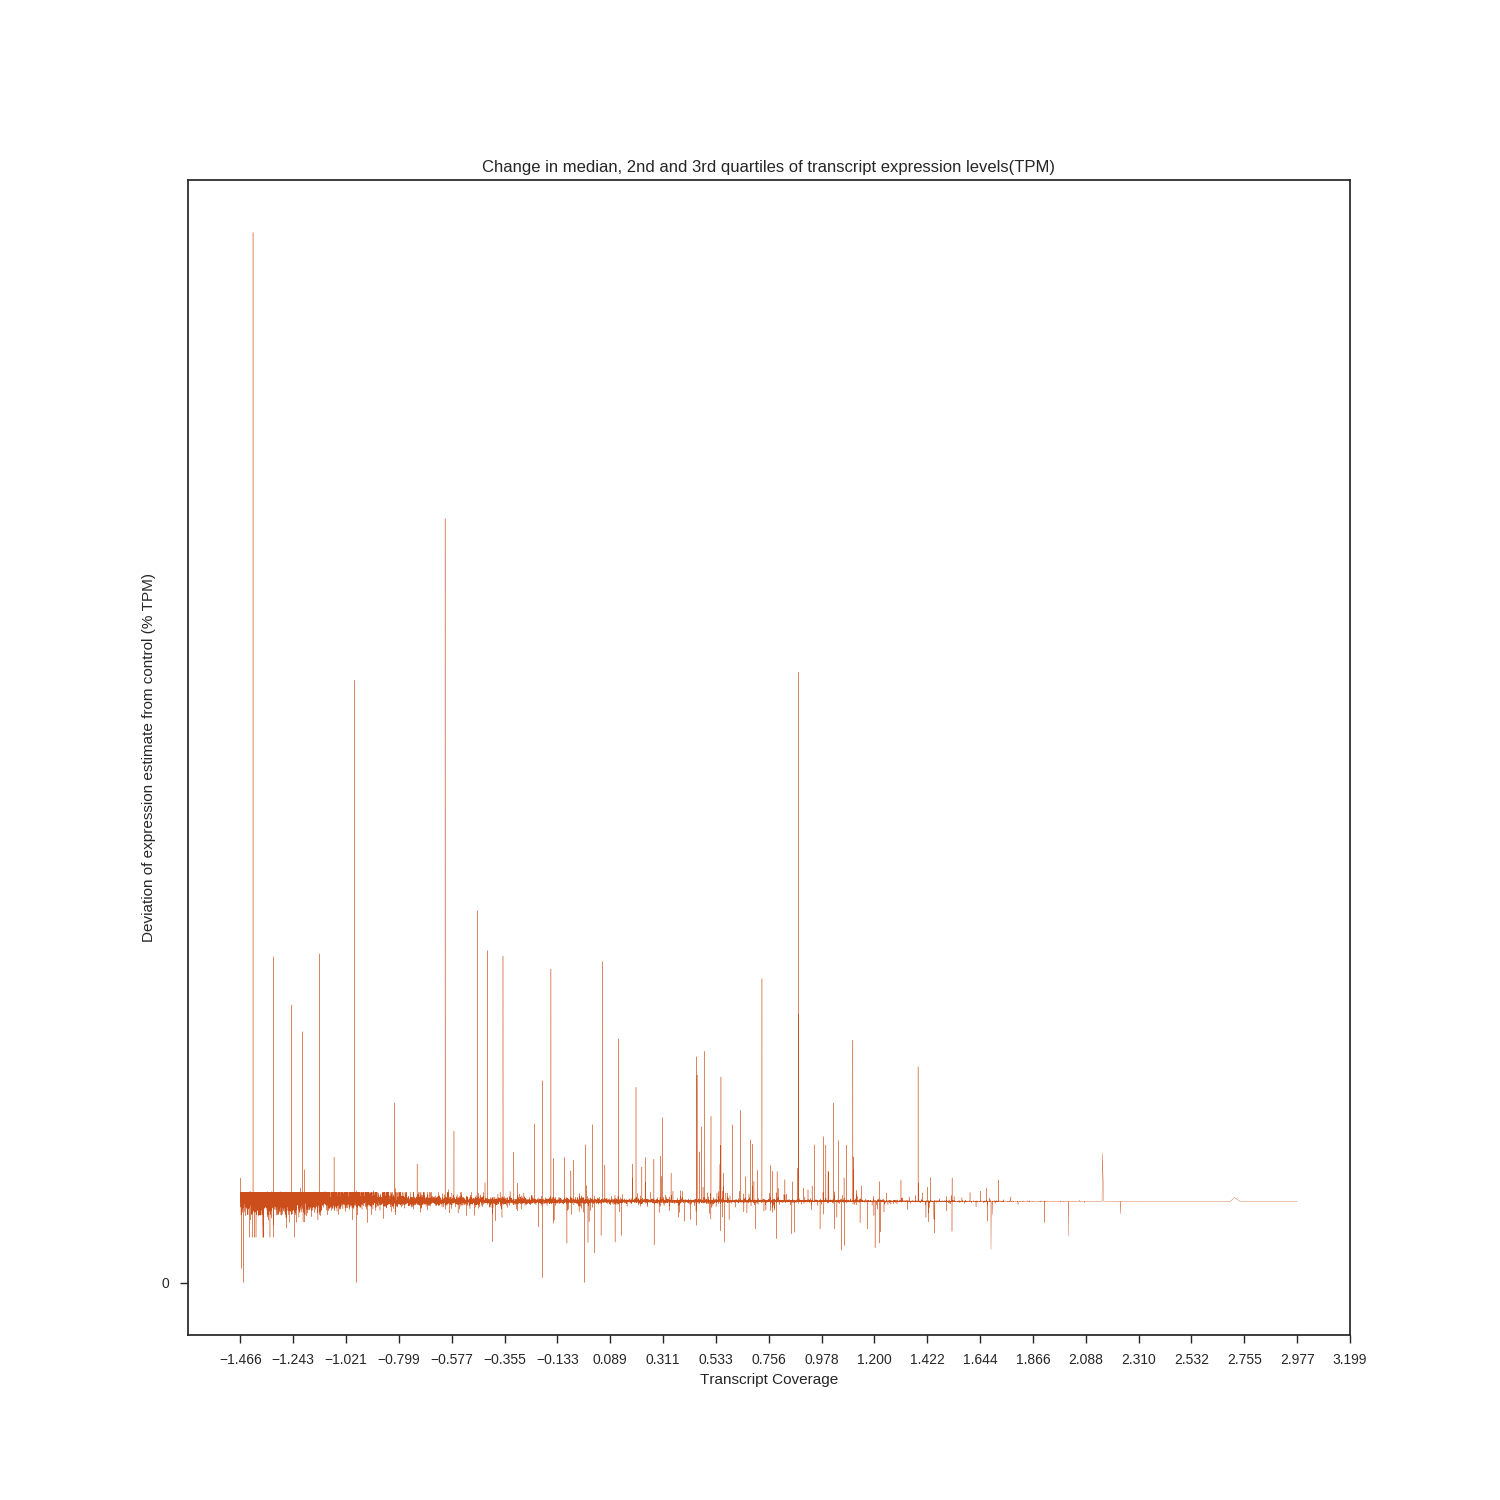 Change in median, 2nd and 3rd quartiles of transcript expression levels(TPM)
Deviation of expression estimate from control (% TPM)
0
−1.466 −1.243 −1.021 −0.799 −0.577 −0.355 −0.133 0.089 0.311 0.533 0.756 0.978 1.200 1.422 1.644 1.866 2.088 2.310 2.532 2.755 2.977 3.199
Transcript Coverage